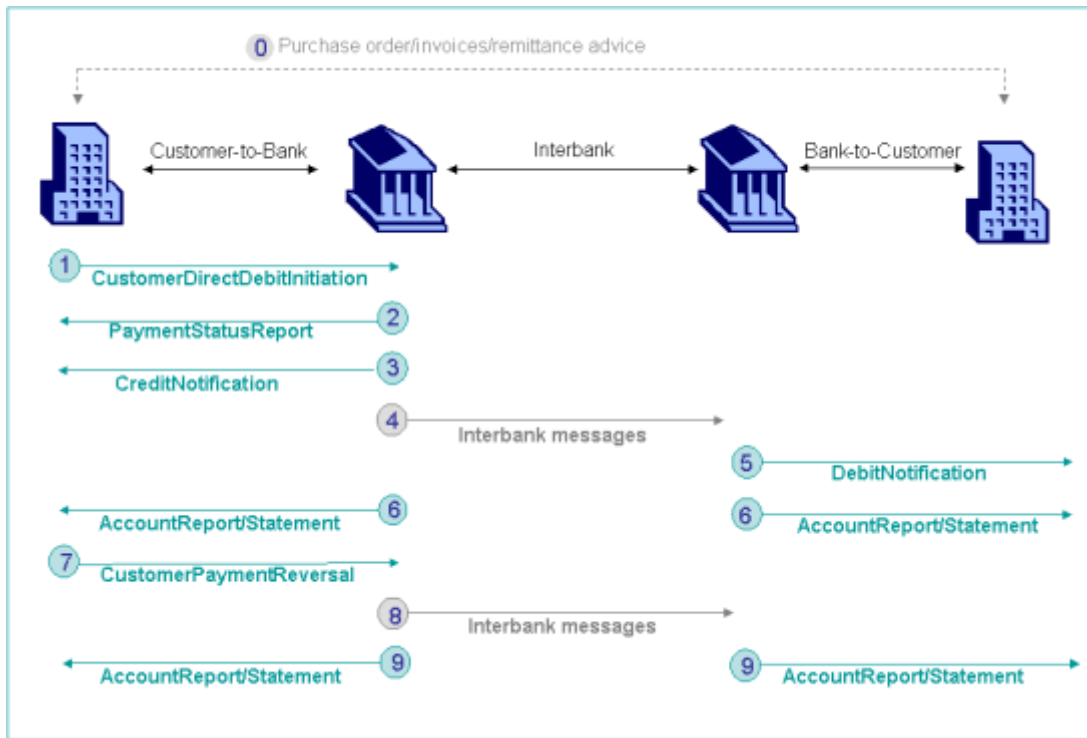 0 Purchase order/invoices/remittance advice
Customer-to-Bank Interbank Bank-to-Customer
1 CustomerDirectDebitInitiation
2 PaymentStatusReport
3 CreditNotification
4 Interbank messages
5 DebitNotification
6 AccountReport/Statement 6 AccountReport/Statement
7 CustomerPaymentReversal
8 Interbank messages
9 AccountReport/Statement 9 AccountReport/Statement